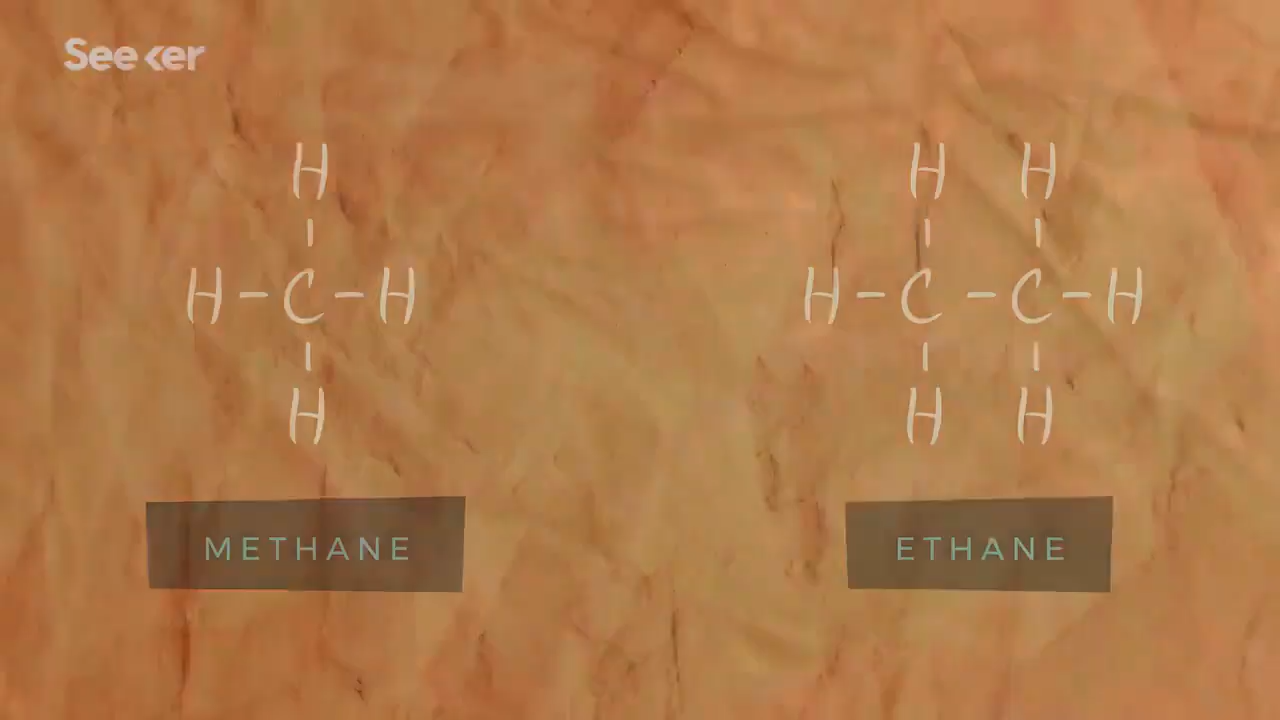 Seeker
H
H-C-H
H
METHANE
H H
H-C-C-H
H H
ETHANE